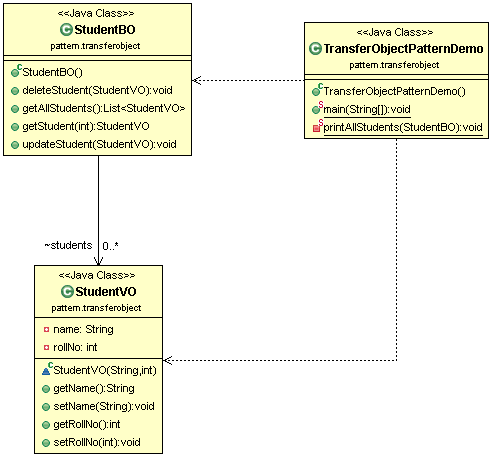 <<Java Class>>
StudentBO
pattern.transferobject
StudentBO()
deleteStudent(StudentVO):void
getAllStudents():List<StudentVO>
getStudent(int):StudentVO
updateStudent(StudentVO):void
<<Java Class>>
TransferObjectPatternDemo
pattern.transferobject
TransferObjectPatternDemo()
main(String[]):void
printAllStudents(StudentBO):void
~students 0..*
<<Java Class>>
StudentVO
pattern.transferobject
name: String
rollNo: int
StudentVO(String,int)
getName():String
setName(String):void
getRollNo():int
setRollNo(int):void